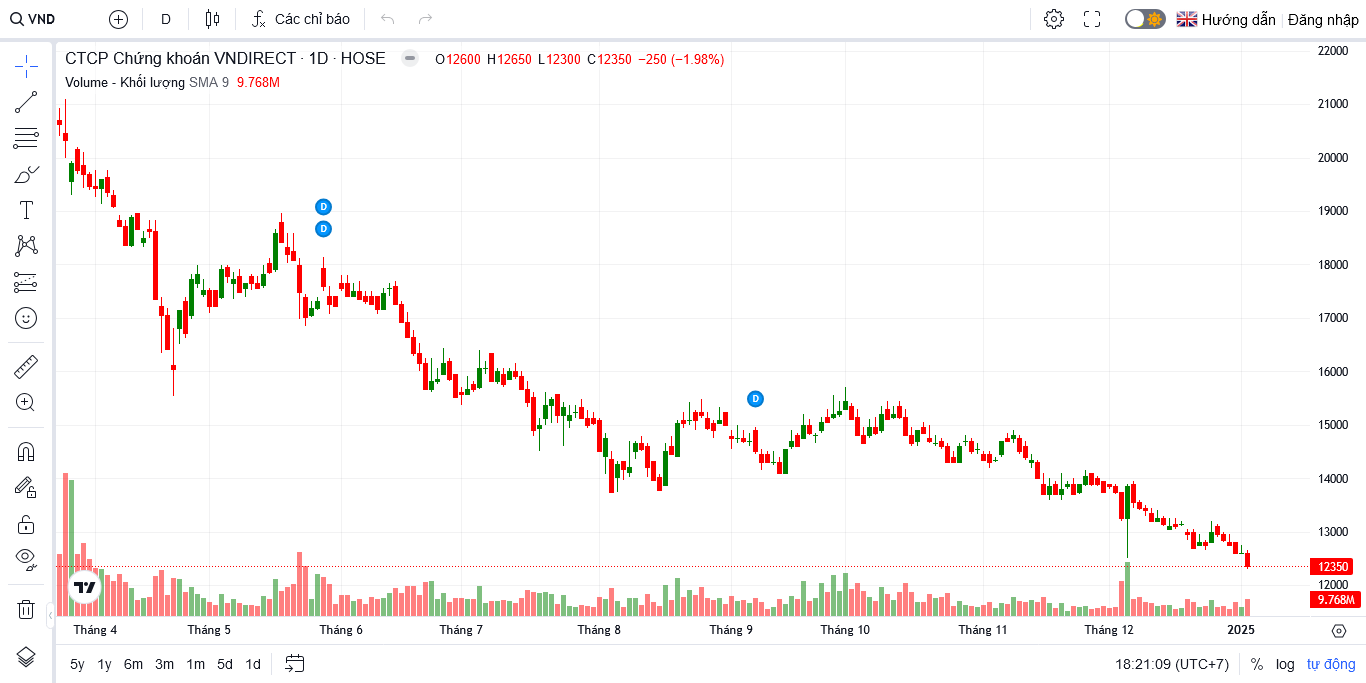 VND D Các chỉ báo Hướng dẫn Đăng nhập
CTCP Chứng khoán VNDIRECT · 1D · HOSE O12600 H12650 L12300 C12350 −250 (−1.98%)
Volume - Khối lượng SMA 9 9.768M
22000
21000
20000
19000
18000
17000
16000
15000
14000
13000
12350
12000
9.768M
D
D
D
Tháng 4 Tháng 5 Tháng 6 Tháng 7 Tháng 8 Tháng 9 Tháng 10 Tháng 11 Tháng 12 2025
5y 1y 6m 3m 1m 5d 1d 18:21:09 (UTC+7) % log tự động